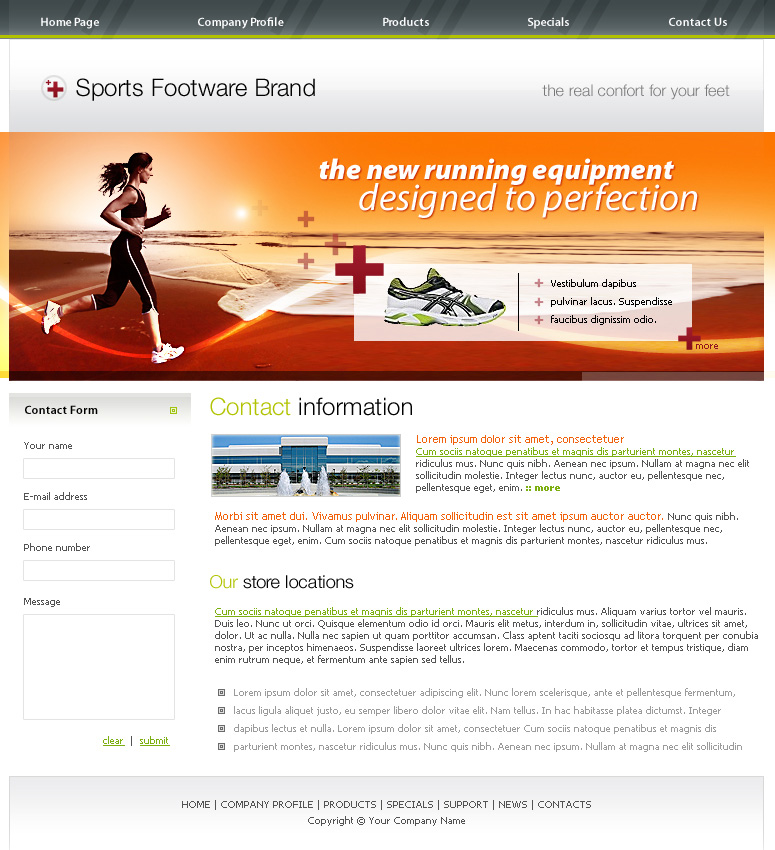 Home Page Company Profile Products Specials Contact Us
Sports Footware Brand
the real confort for your feet
the new running equipment
designed to perfection
Vestibulum dapibus
pulvinar lacus. Suspendisse
faucibus dignissim odio.
more
Contact Form
Your name
E-mail address
Phone number
Message
clear | submit
Contact information
Lorem ipsum dolor sit amet, consectetuer
Cum sociis natoque penatibus et magnis dis parturient montes, nascetur
ridiculus mus. Nunc quis nibh. Aenean nec ipsum. Nullam at magna nec elit
sollicitudin molestie. Integer lectus nunc, auctor eu, pellentesque nec,
pellentesque eget, enim. :: more
Morbi sit amet dui. Vivamus pulvinar. Aliquam sollicitudin est sit amet ipsum auctor auctor. Nunc quis nibh.
Aenean nec ipsum. Nullam at magna nec elit sollicitudin molestie. Integer lectus nunc, auctor eu, pellentesque nec,
pellentesque eget, enim. Cum sociis natoque penatibus et magnis dis parturient montes, nascetur ridiculus mus.
Our store locations
Cum sociis natoque penatibus et magnis dis parturient montes, nascetur ridiculus mus. Aliquam varius tortor vel mauris.
Duis leo. Nunc ut orci. Quisque elementum odio id orci. Mauris elit metus, interdum in, sollicitudin vitae, ultrices sit amet,
dolor. Ut ac nulla. Nulla nec sapien ut quam porttitor accumsan. Class aptent taciti sociosqu ad litora torquent per conubia
nostra, per inceptos himenaeos. Suspendisse laoreet ultrices lorem. Maecenas commodo, tortor et tempus tristique, diam
enim rutrum neque, et fermentum ante sapien sed tellus.
Lorem ipsum dolor sit amet, consectetuer adipiscing elit. Nunc lorem scelerisque, ante et pellentesque fermentum,
lacus ligula aliquet justo, eu semper libero dolor vitae elit. Nam tellus. In hac habitasse platea dictumst. Integer
dapibus lectus et nulla. Lorem ipsum dolor sit amet, consectetuer Cum sociis natoque penatibus et magnis dis
parturient montes, nascetur ridiculus mus. Nunc quis nibh. Aenean nec ipsum. Nullam at magna nec elit sollicitudin
HOME | COMPANY PROFILE | PRODUCTS | SPECIALS | SUPPORT | NEWS | CONTACTS
Copyright © Your Company Name